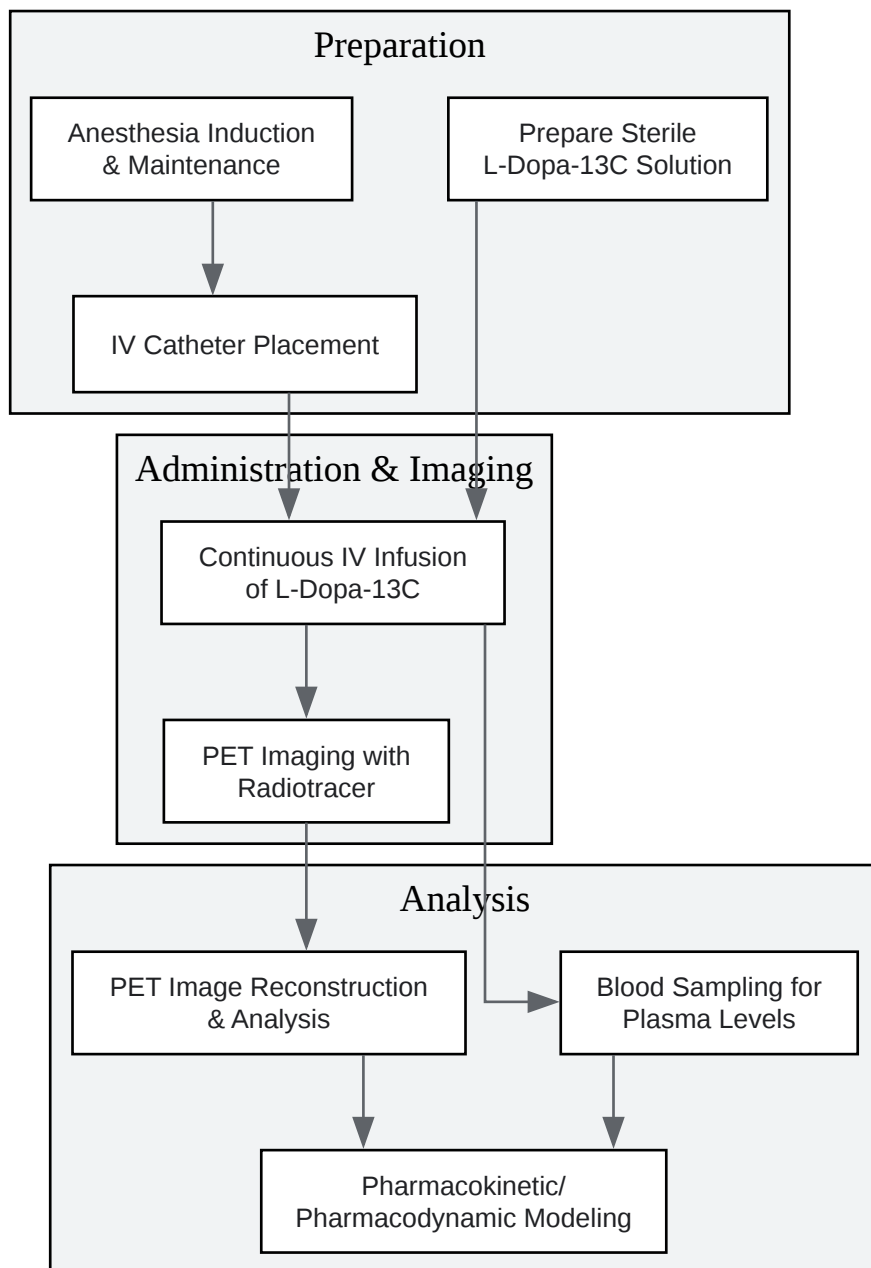 Preparation
Anesthesia Induction
& Maintenance
Prepare Sterile
L-Dopa-13C Solution
IV Catheter Placement
Administration & Imaging
Continuous IV Infusion
of L-Dopa-13C
PET Imaging with
Radiotracer
Analysis
PET Image Reconstruction
& Analysis
Blood Sampling for
Plasma Levels
Pharmacokinetic/
Pharmacodynamic Modeling